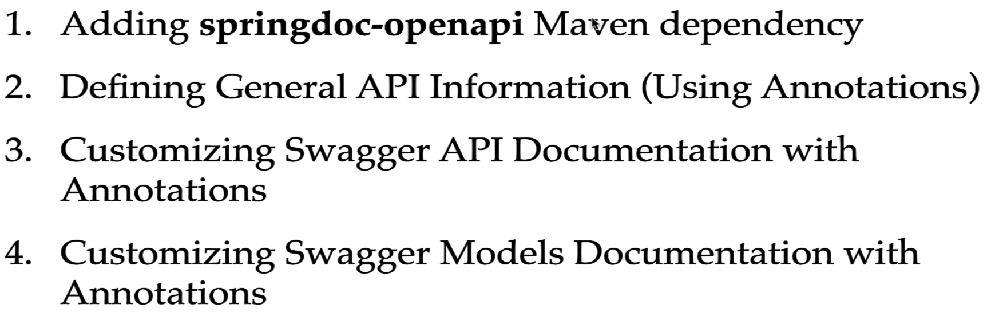 1. Adding springdoc-openapi Maven dependency
2. Defining General API Information (Using Annotations)
3. Customizing Swagger API Documentation with
Annotations
4. Customizing Swagger Models Documentation with
Annotations